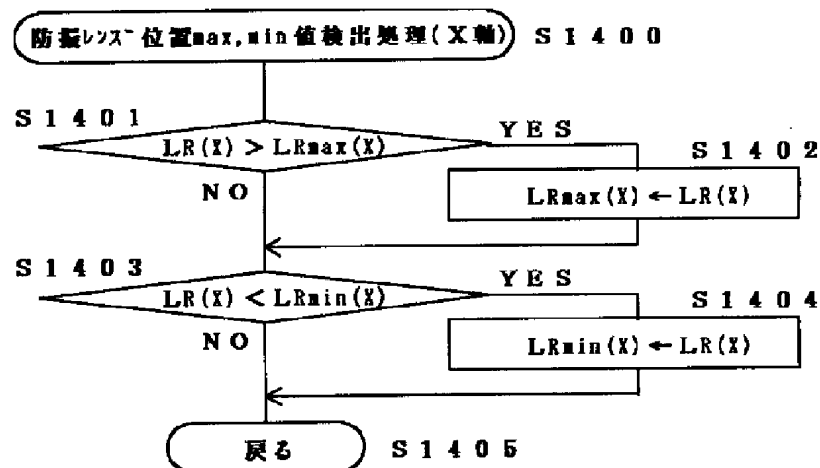 防振レンズ位置max,min値検出処理(X軸) S1400
S1401
LR(X)>LRmax(X)
YES
NO
S1402
LRmax(X)←LR(X)
S1403
LR(X)<LRmin(X)
YES
NO
S1404
LRmin(X)←LR(X)
戻る S1405